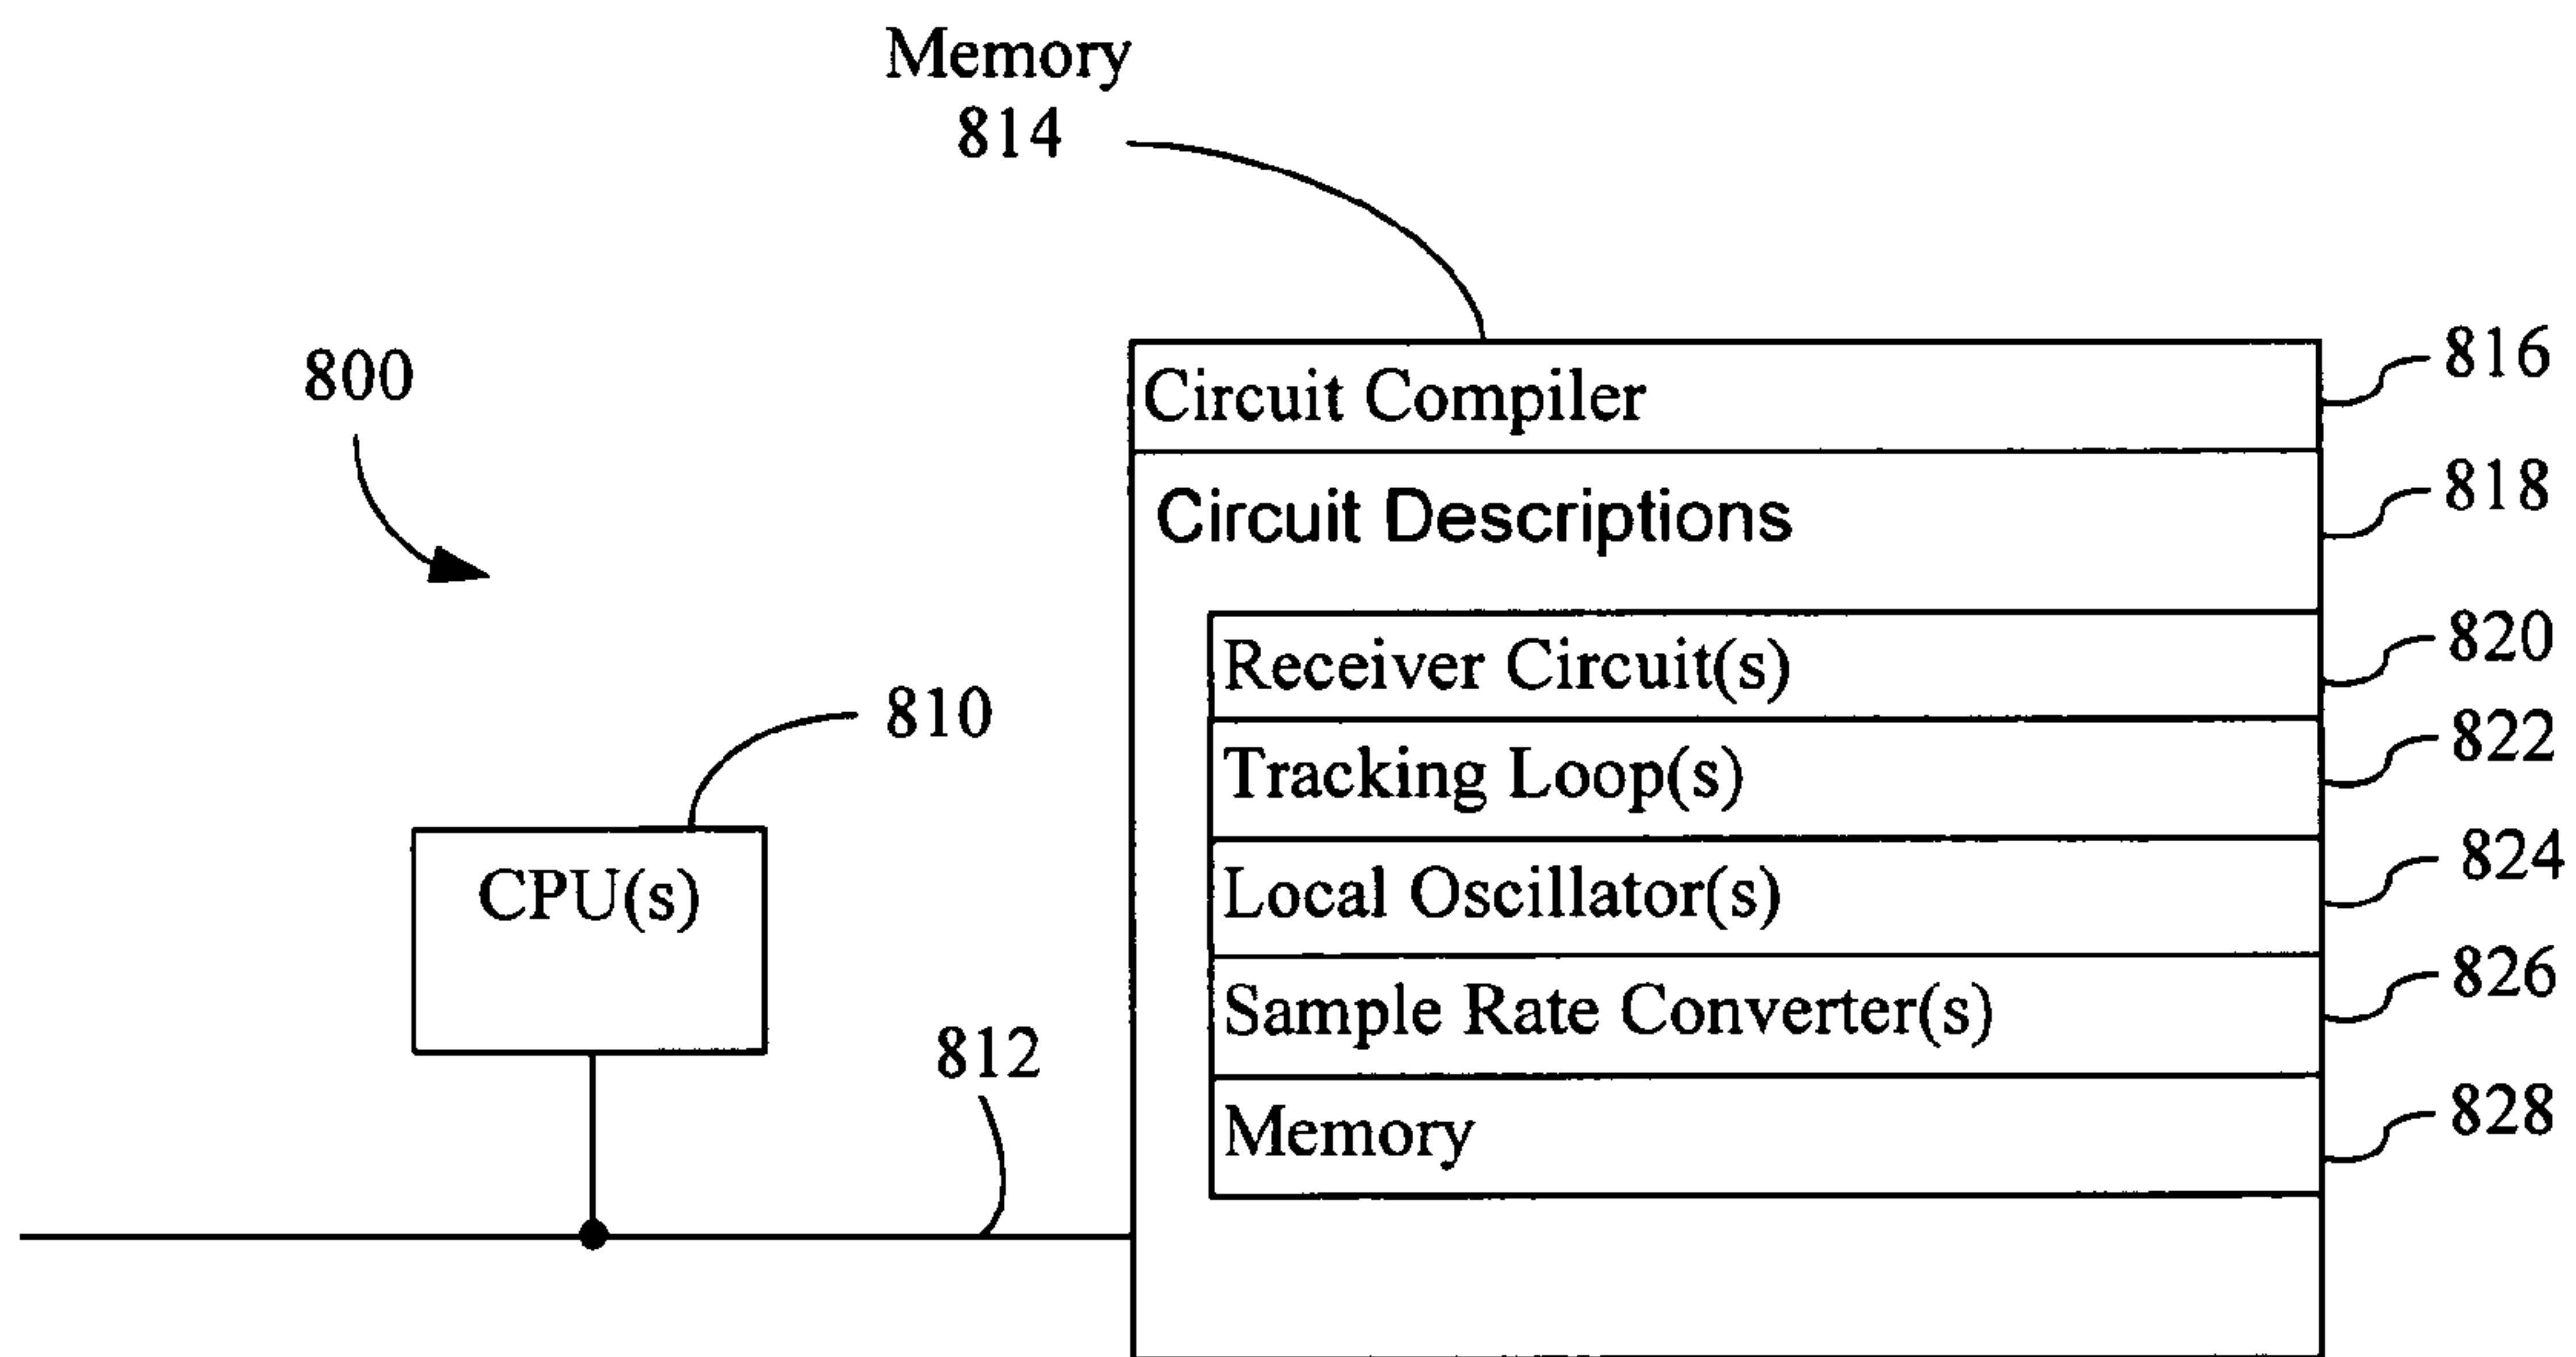 Memory
814
800
Circuit Compiler
816
Circuit Descriptions
818
Receiver Circuit(s)
820
810
Tracking Loop(s)
822
CPU(s)
Local Oscillator(s)
824
812
Sample Rate Converter(s)
826
Memory
828